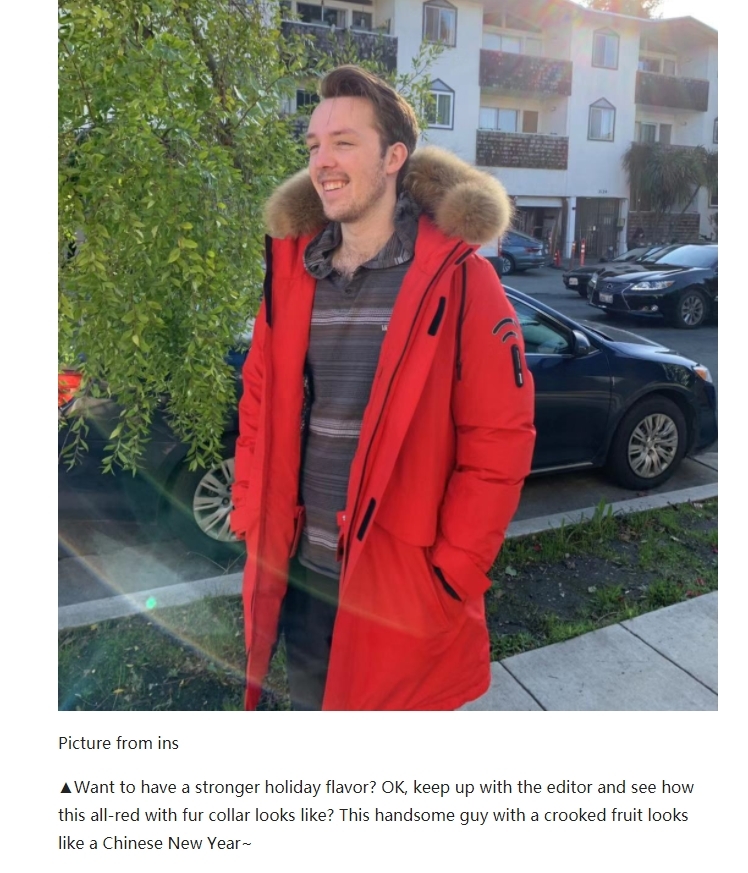 Picture from ins
▲Want to have a stronger holiday flavor? OK, keep up with the editor and see how
this all-red with fur collar looks like? This handsome guy with a crooked fruit looks
like a Chinese New Year~